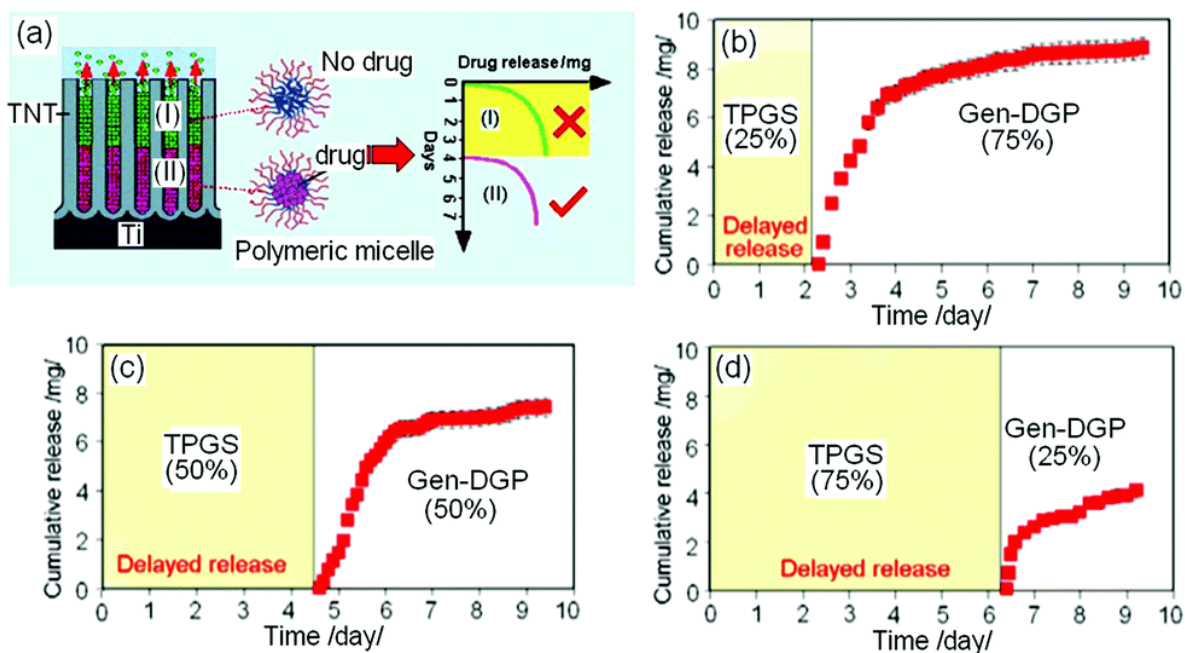 (a)
No drug
TNT
(I)
(II)
drug
Ti
Polymeric micelle
Drug release/mg
Days
0
1
2
3
4
5
6
7
(I)
(II)
(b)
Cumulative release /mg/
10
8
6
4
2
0
TPGS
(25%)
Delayed
release
Gen-DGP
(75%)
0 1 2 3 4 5 6 7 8 9 10
Time /day/
(c)
Cumulative release /mg/
10
8
6
4
2
0
TPGS
(50%)
Delayed release
Gen-DGP
(50%)
0 1 2 3 4 5 6 7 8 9 10
Time /day/
(d)
Cumulative release /mg/
10
8
6
4
2
0
TPGS
(75%)
Delayed release
Gen-DGP
(25%)
0 1 2 3 4 5 6 7 8 9 10
Time /day/